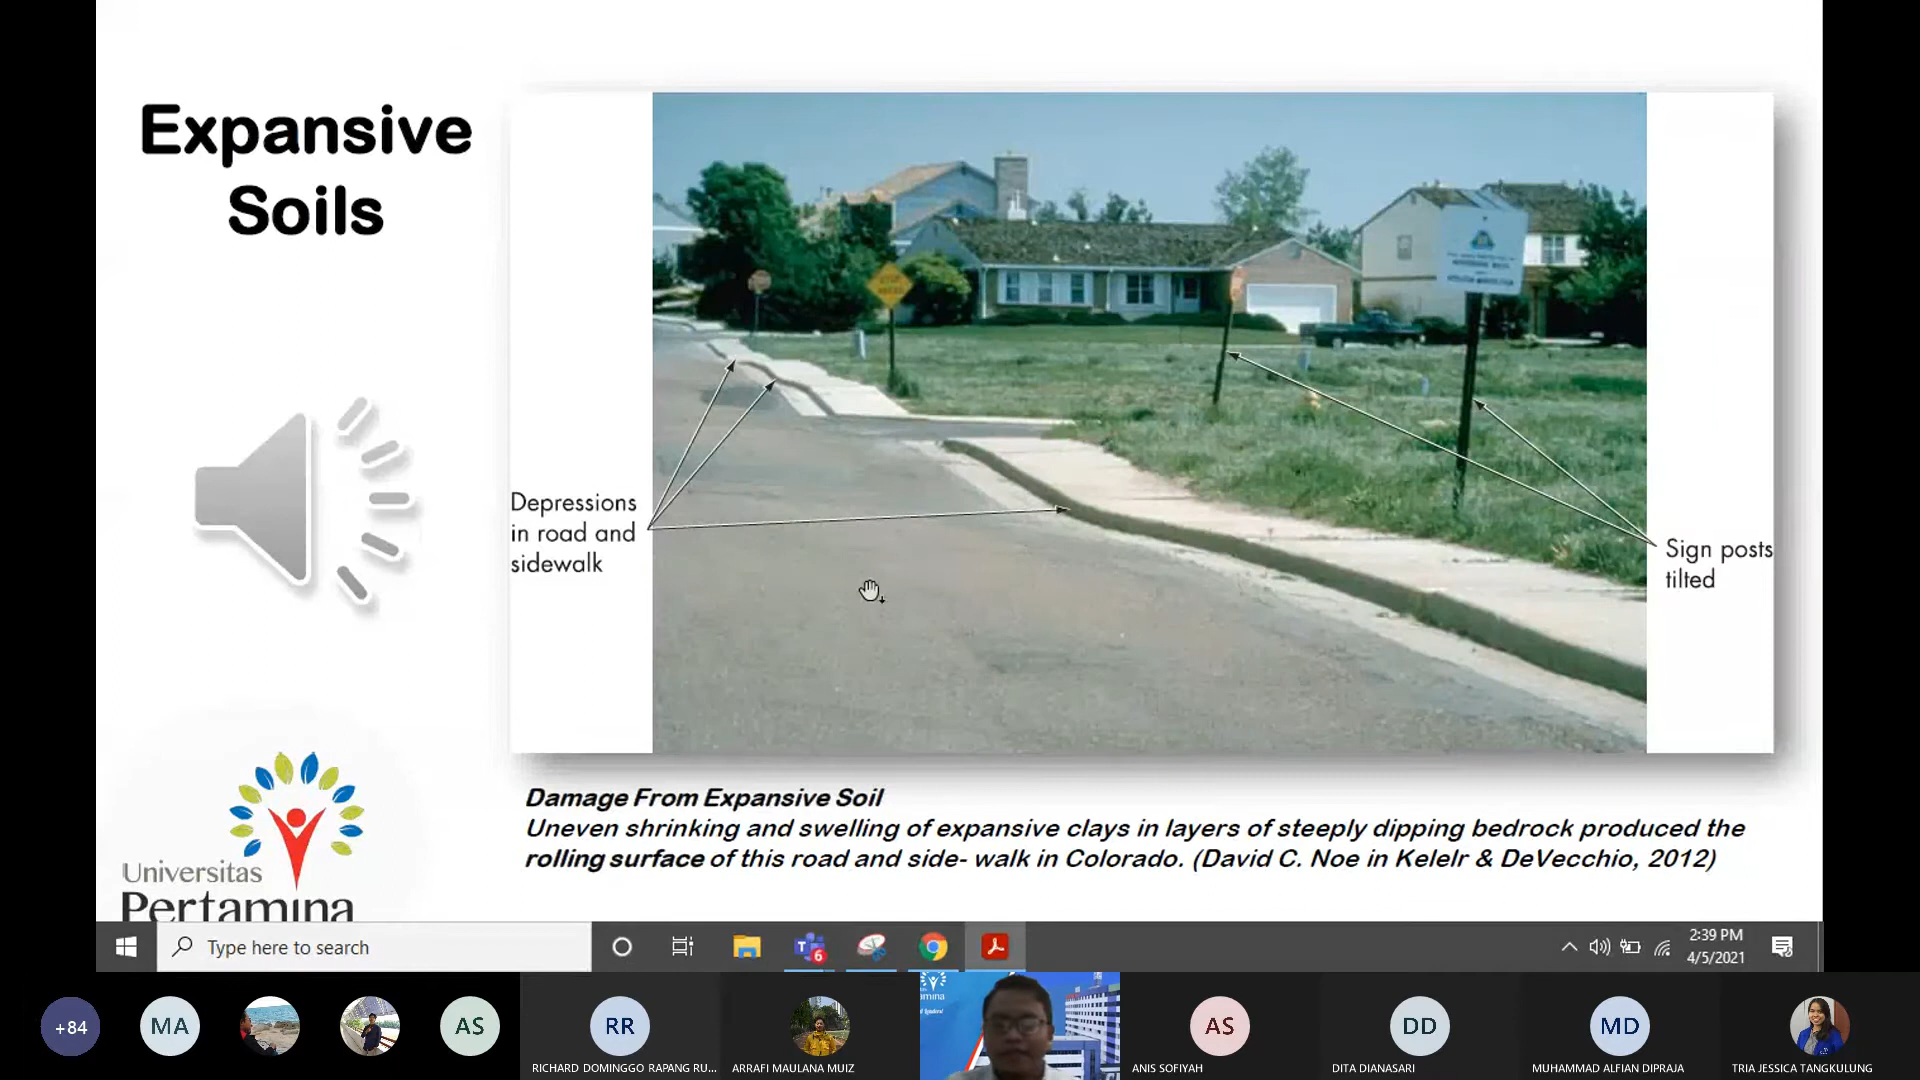 Expansive
Soils
STOP
AHEAD
Depressions
in road and
sidewalk
Sign posts
tilted
Damage From Expansive Soil
Uneven shrinking and swelling of expansive clays in layers of steeply dipping bedrock produced the
rolling surface of this road and side- walk in Colorado. (David C. Noe in Kelelr & DeVecchio, 2012)
Universitas
Pertamina
Type here to search
6
2:39 PM
4/5/2021
+84
MA
AS
RR
RICHARD DOMINGGO RAPANG RU...
ARRAFI MAULANA MUIZ
AS
ANIS SOFIYAH
DD
DITA DIANASARI
MD
MUHAMMAD ALFIAN DIPRAJA
TRIA JESSICA TANGKULUNG